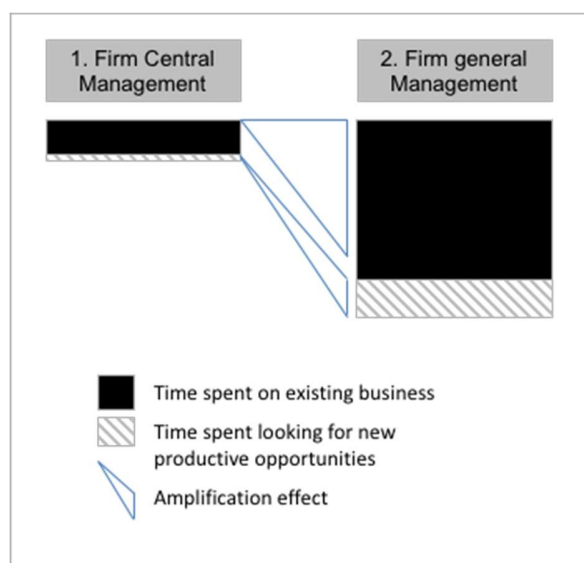 1. Firm Central
Management
2. Firm general
Management
Time spent on existing business
Time spent looking for new
productive opportunities
Amplification effect